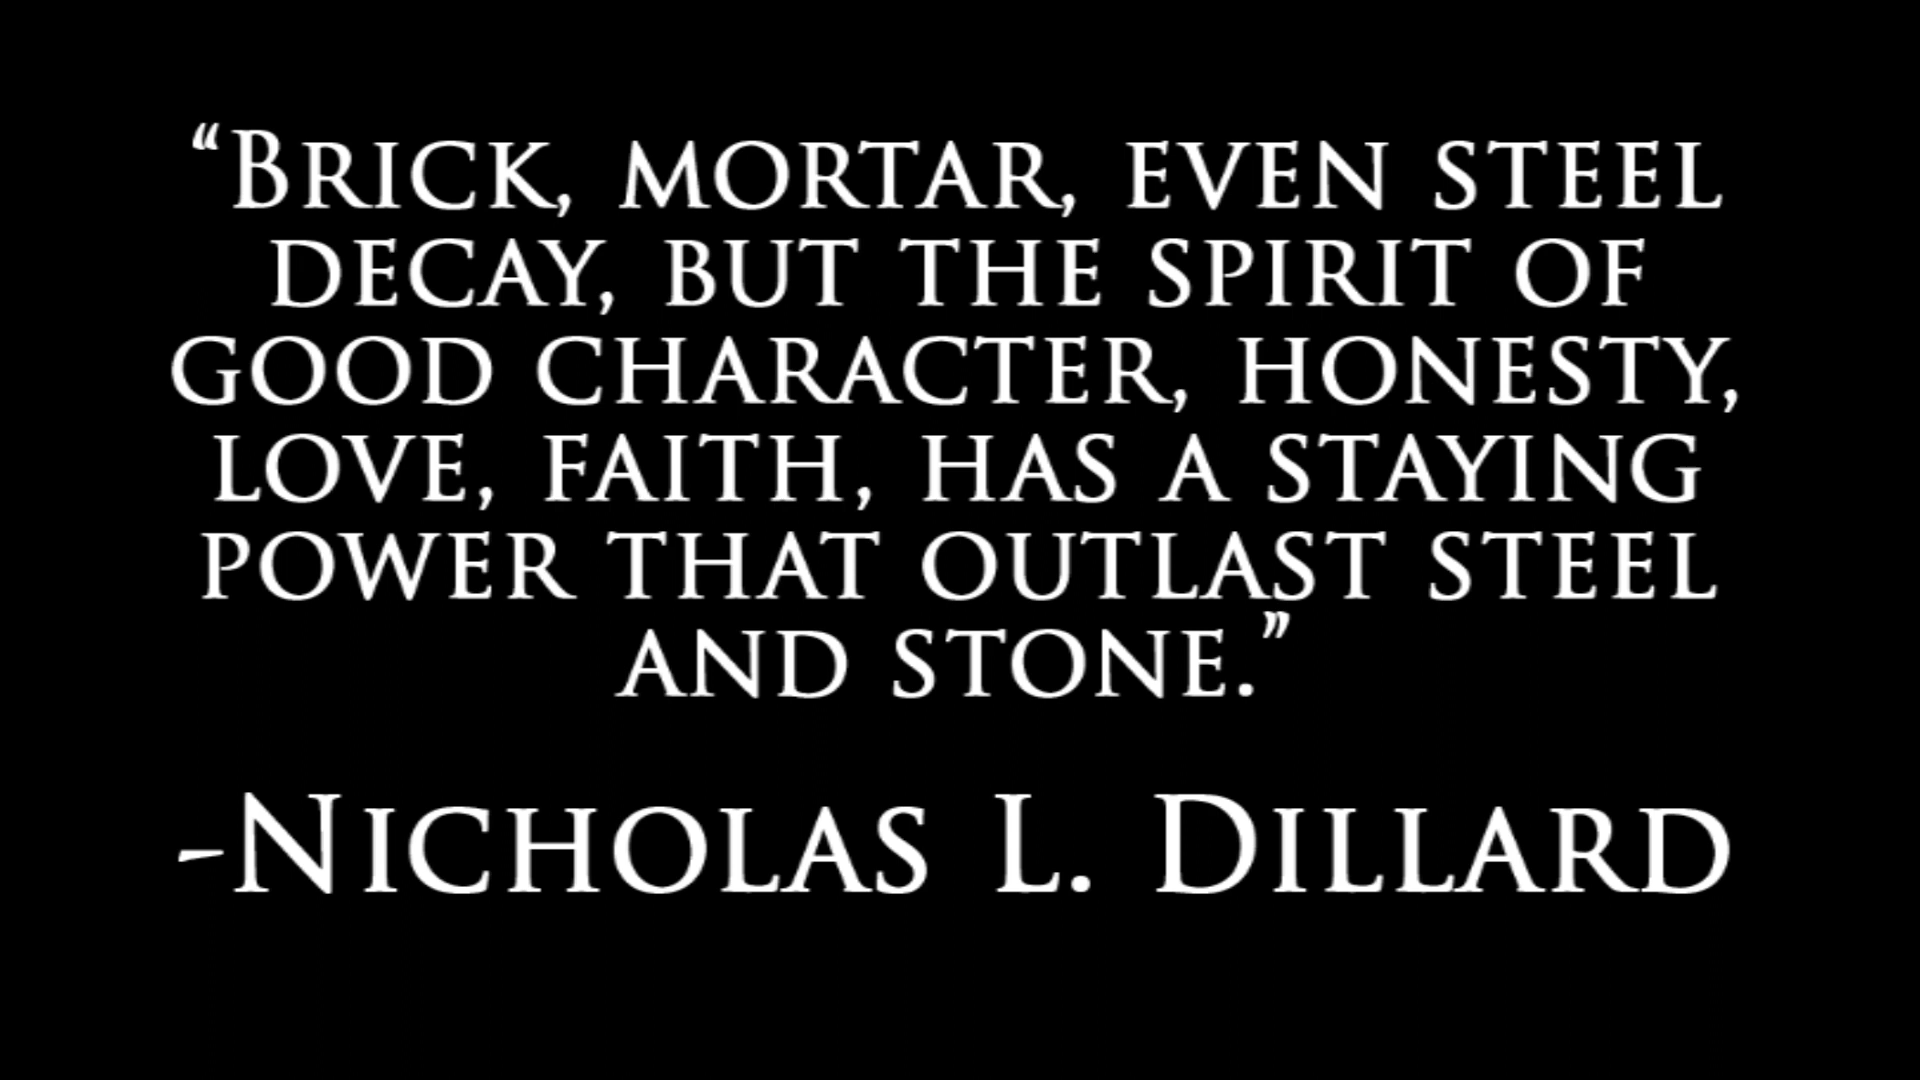 “Brick, mortar, even steel
decay, but the spirit of
good character, honesty,
love, faith, has a staying
power that outlast steel
and stone.”
-Nicholas L. Dillard